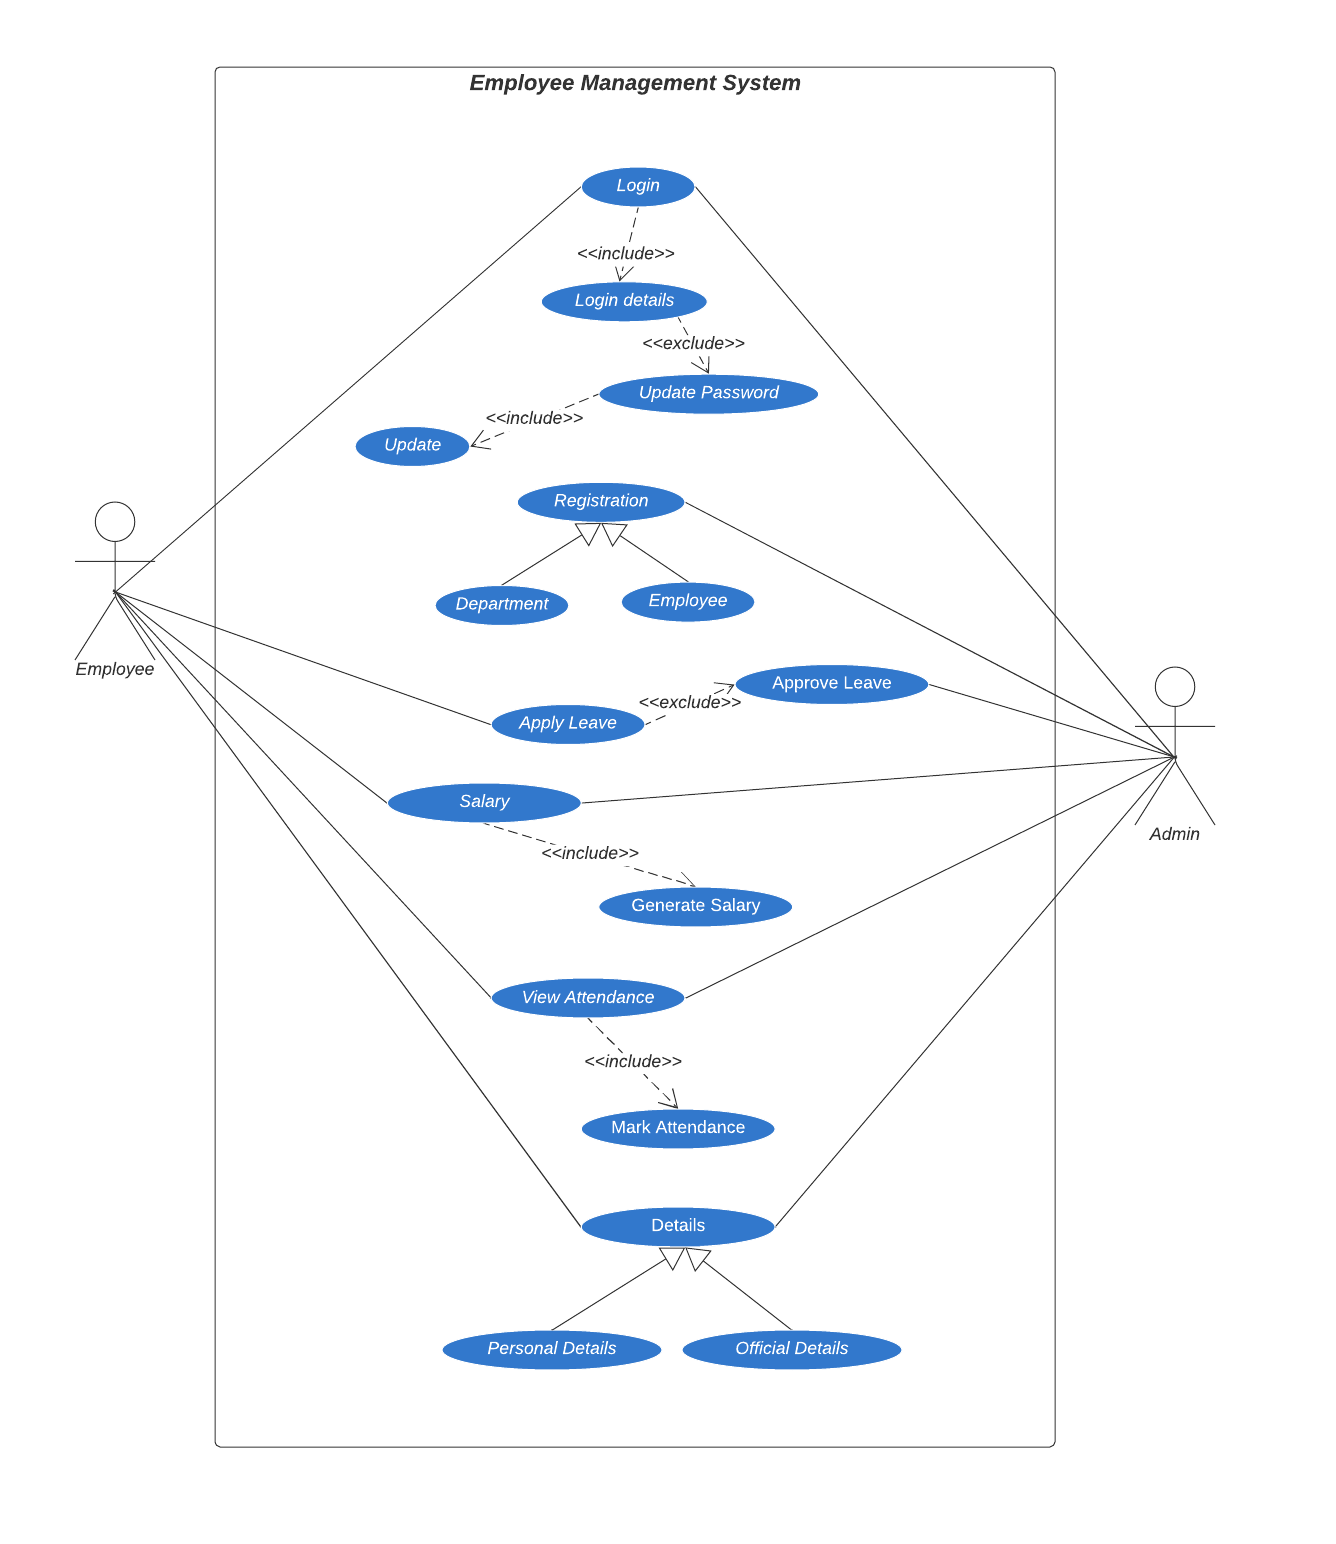 Employee Management System
Login
<<include>>
Login details
<<exclude>>
Update Password
<<include>>
Update
Registration
Department
Employee
Employee
Approve Leave
<<exclude>>
Apply Leave
Salary
Admin
<<include>>
Generate Salary
View Attendance
<<include>>
Mark Attendance
Details
Personal Details
Official Details